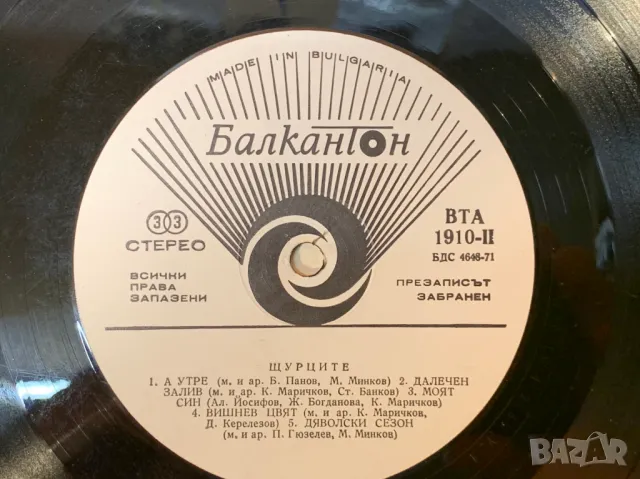 MADE IN BULGARIA
Балкантон
33
СТЕРЕО
ВСИЧКИ
ПРАВА
ЗАПАЗЕНИ
ВТА
1910-II
БДС 4648-71
ПРЕЗАПИСЪТ
ЗАБРАНЕН
ЩУРЦИТЕ
1. А УТРЕ (м. и ар. Б. Панов, М. Минков) 2. ДАЛЕЧЕН
ЗАЛИВ (м. и ар. К. Маричков, Ст. Банков) 3. МОЯТ
СИН (Ал. Йосифов, Ж. Богданова, К. Маричков)
4. ВИШНЕВ ЦВЯТ (м. и ар. К. Маричков,
Д. Керелезов) 5. ДЯВОЛСКИ СЕЗОН
(м. и ар. П. Гюзелев, М. Минков)
BAZAR